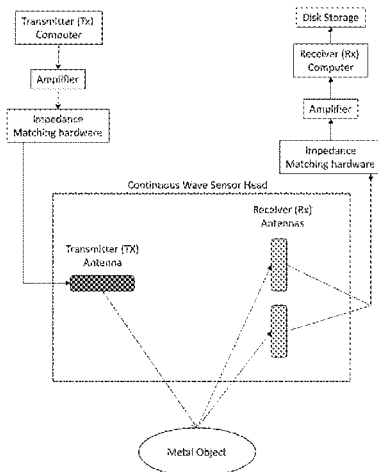 Transmitter (Tx)
Computer
Amplifier
Impedance
Matching hardware
Disk Storage
Receiver (Rx)
Computer
Amplifier
Impedance
Matching hardware
Continuous Wave Sensor Head
Transmitter (TX)
Antenna
Receiver (Rx)
Antennas
Metal Object